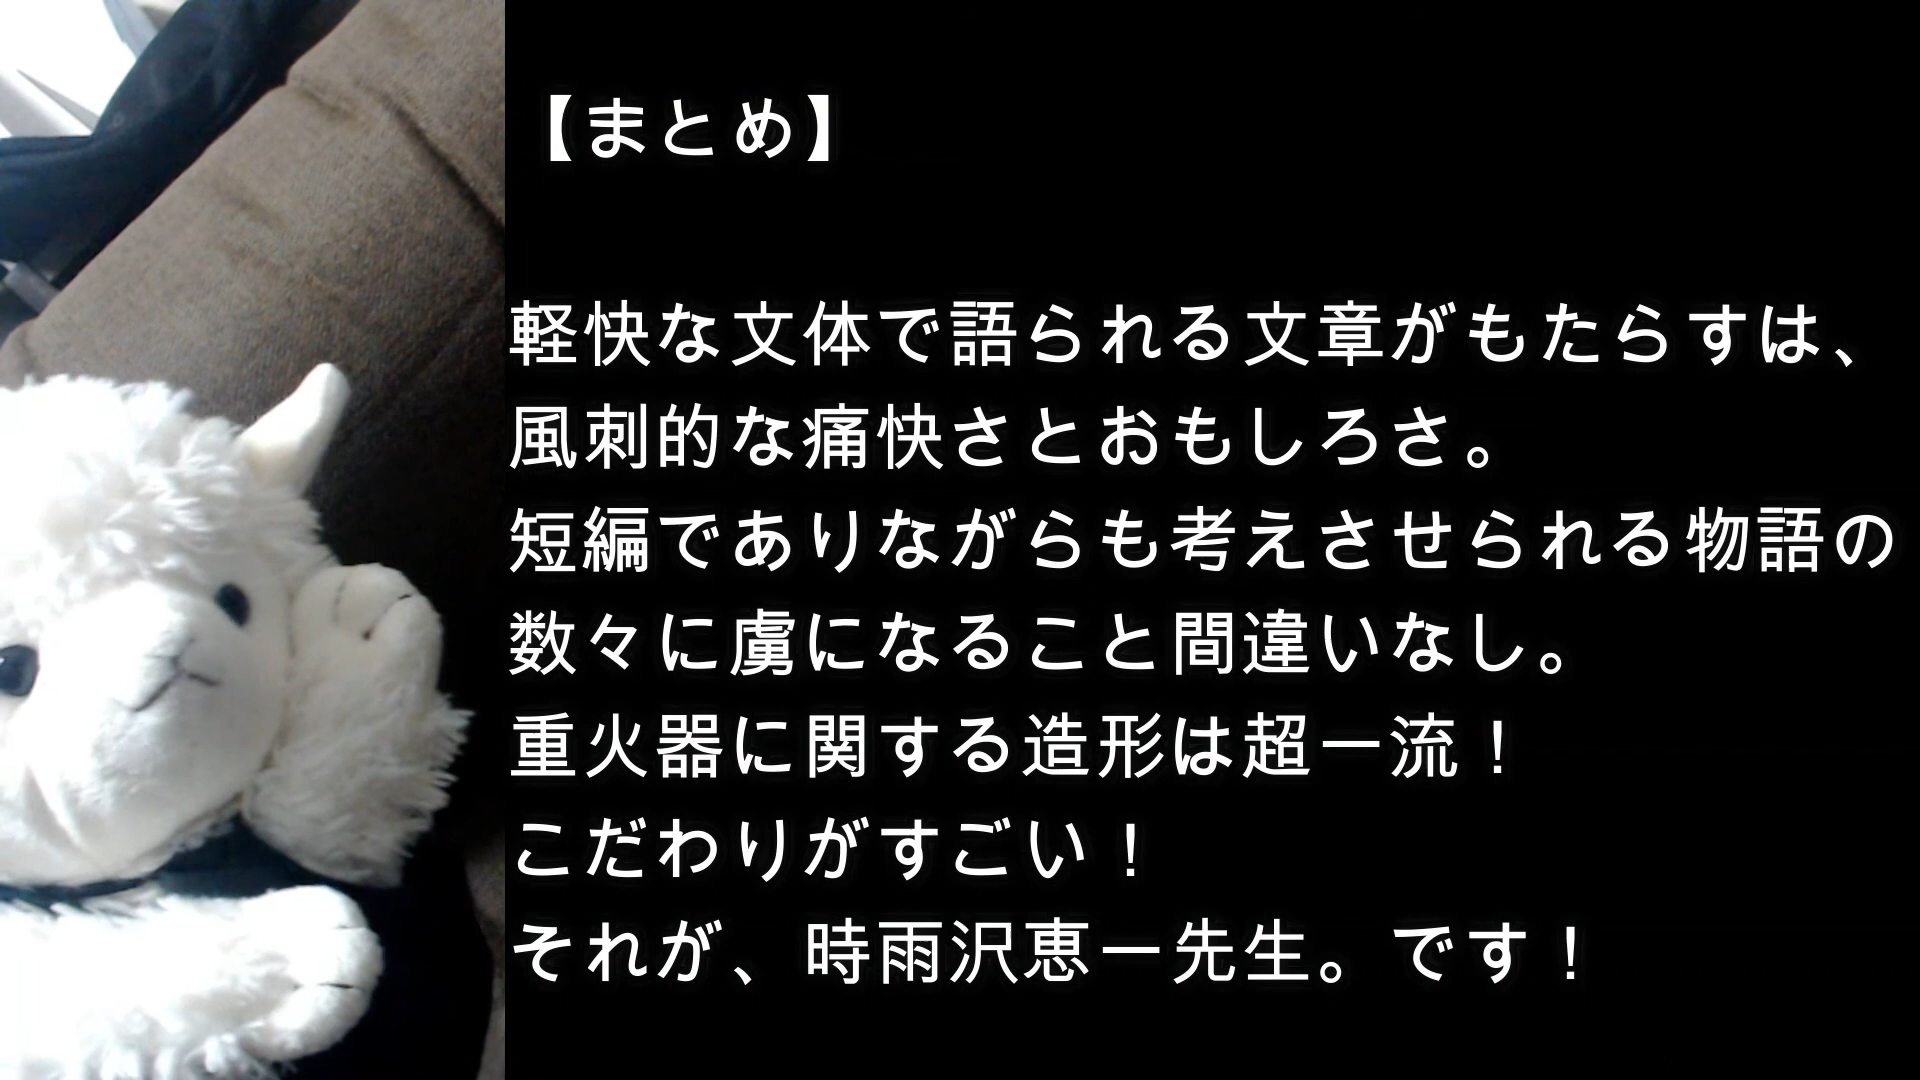 【まとめ】
軽快な文体で語られる文章がもたらすは、
風刺的な痛快さとおもしろさ。
短編でありながらも考えさせられる物語の
数々に虜になること間違いなし。
重火器に関する造形は超一流！
こだわりがすごい！
それが、時雨沢恵一先生。です！